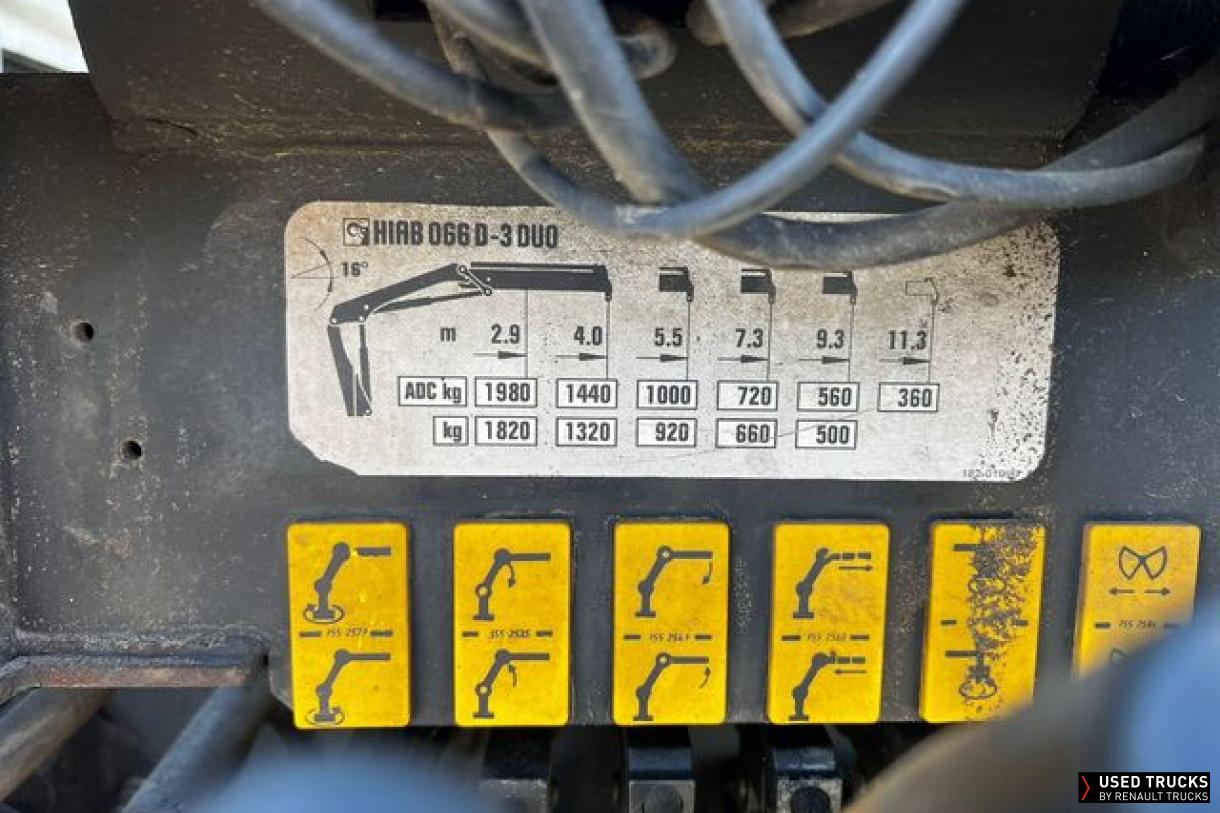 HIAB 066 D-3 DUO
16°
m 2.9 4.0 5.5 7.3 9.3 11.3
ADC kg 1980 1440 1000 720 560 360
kg 1820 1320 920 660 500
USED TRUCKS
BY RENAULT TRUCKS